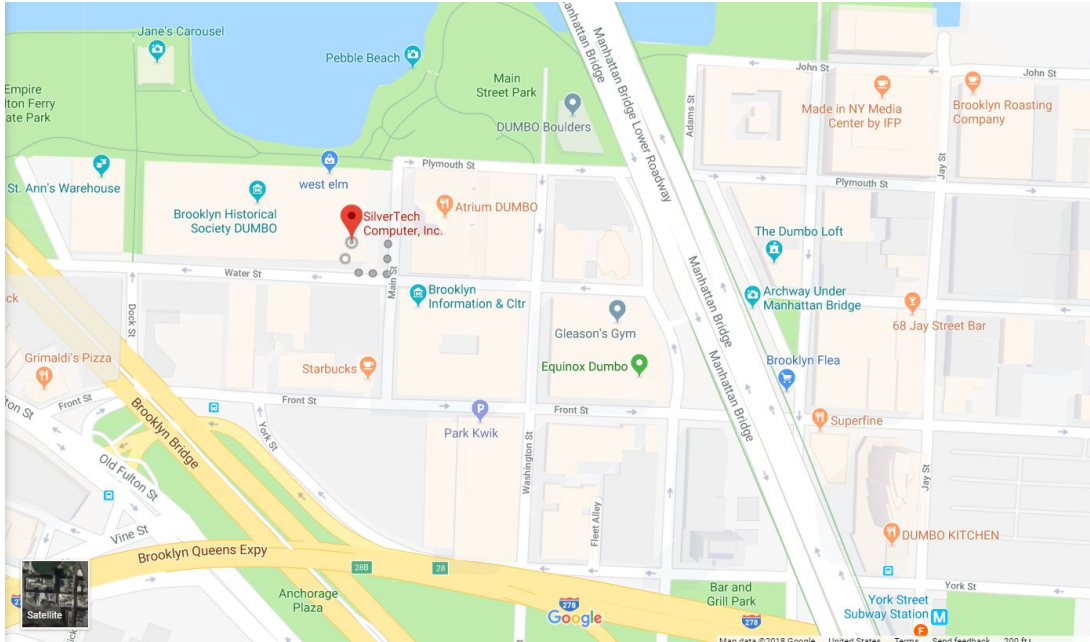 Jane's Carousel
Pebble Beach
Main
Street Park
DUMBO Boulders
Manhattan Bridge
Manhattan Bridge Lower Roadway
Adams St
John St
John St
Made in NY Media
Center by IFP
Brooklyn Roasting
Company
Empire
lton Ferry
ate Park
St. Ann's Warehouse
west elm
Plymouth St
Plymouth St
Jay St
Brooklyn Historical
Society DUMBO
SilverTech
Computer, Inc.
Atrium DUMBO
The Dumbo Loft
Water St
Main St
Brooklyn
Information & Cltr
Manhattan Bridge
Archway Under
Manhattan Bridge
ck
Dock St
Gleason's Gym
68 Jay Street Bar
Grimaldi's Pizza
Starbucks
Equinox Dumbo
Manhattan Bridge
Brooklyn Flea
Front St
Front St
Front St
lton St
Brooklyn Bridge
York St
Park Kwik
Superfine
Old Fulton St
Washington St
Jay St
Vine St
Fleet Alley
DUMBO KITCHEN
Brooklyn Queens Expy
28B
28
Satellite
Anchorage
Plaza
278
Google
Bar and
Grill Park
278
York St
York Street
Subway Station
M
F
Map data ©2018 Google United States Terms Send feedback 200 ft